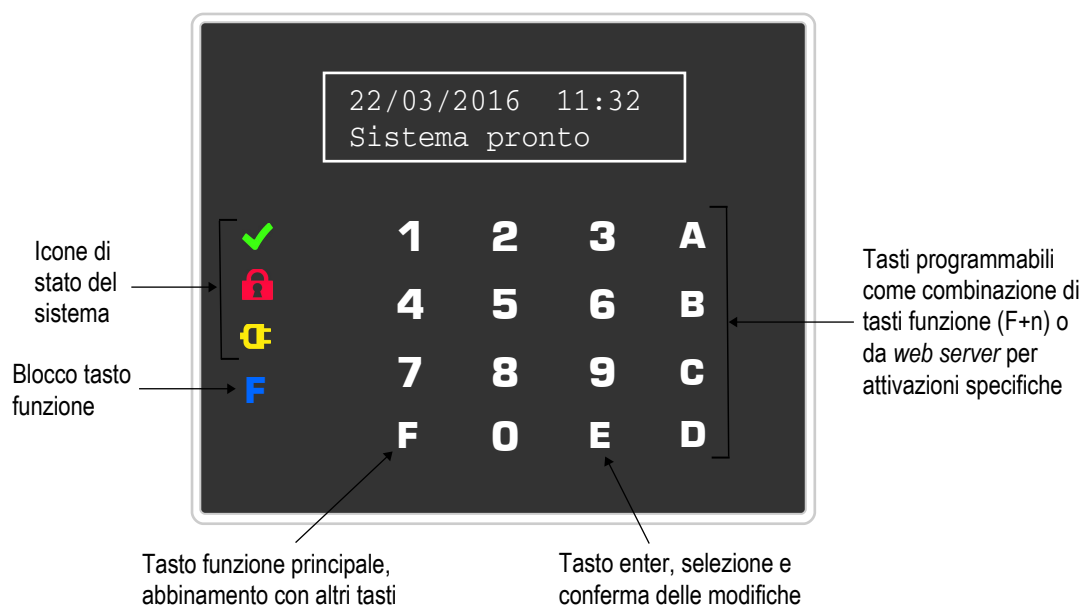 22/03/2016 11:32
Sistema pronto
Icone di
stato del
sistema
Blocco tasto
funzione
F
1 2 3 A
4 5 6 B
7 8 9 C
F 0 E D
Tasti programmabili
come combinazione di
tasti funzione (F+n) o
da web server per
attivazioni specifiche
Tasto funzione principale,
abbinamento con altri tasti
Tasto enter, selezione e
conferma delle modifiche